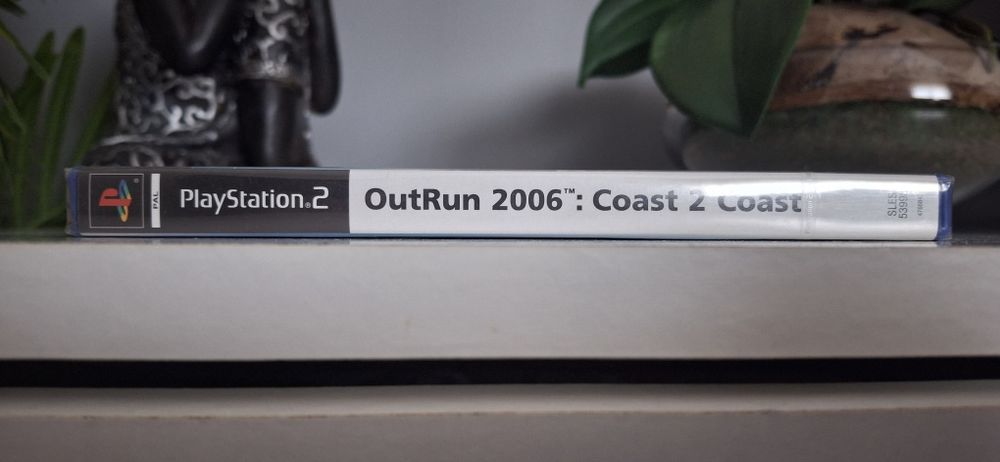 PAL
PlayStation.2
OutRun 2006™: Coast 2 Coast
SLES